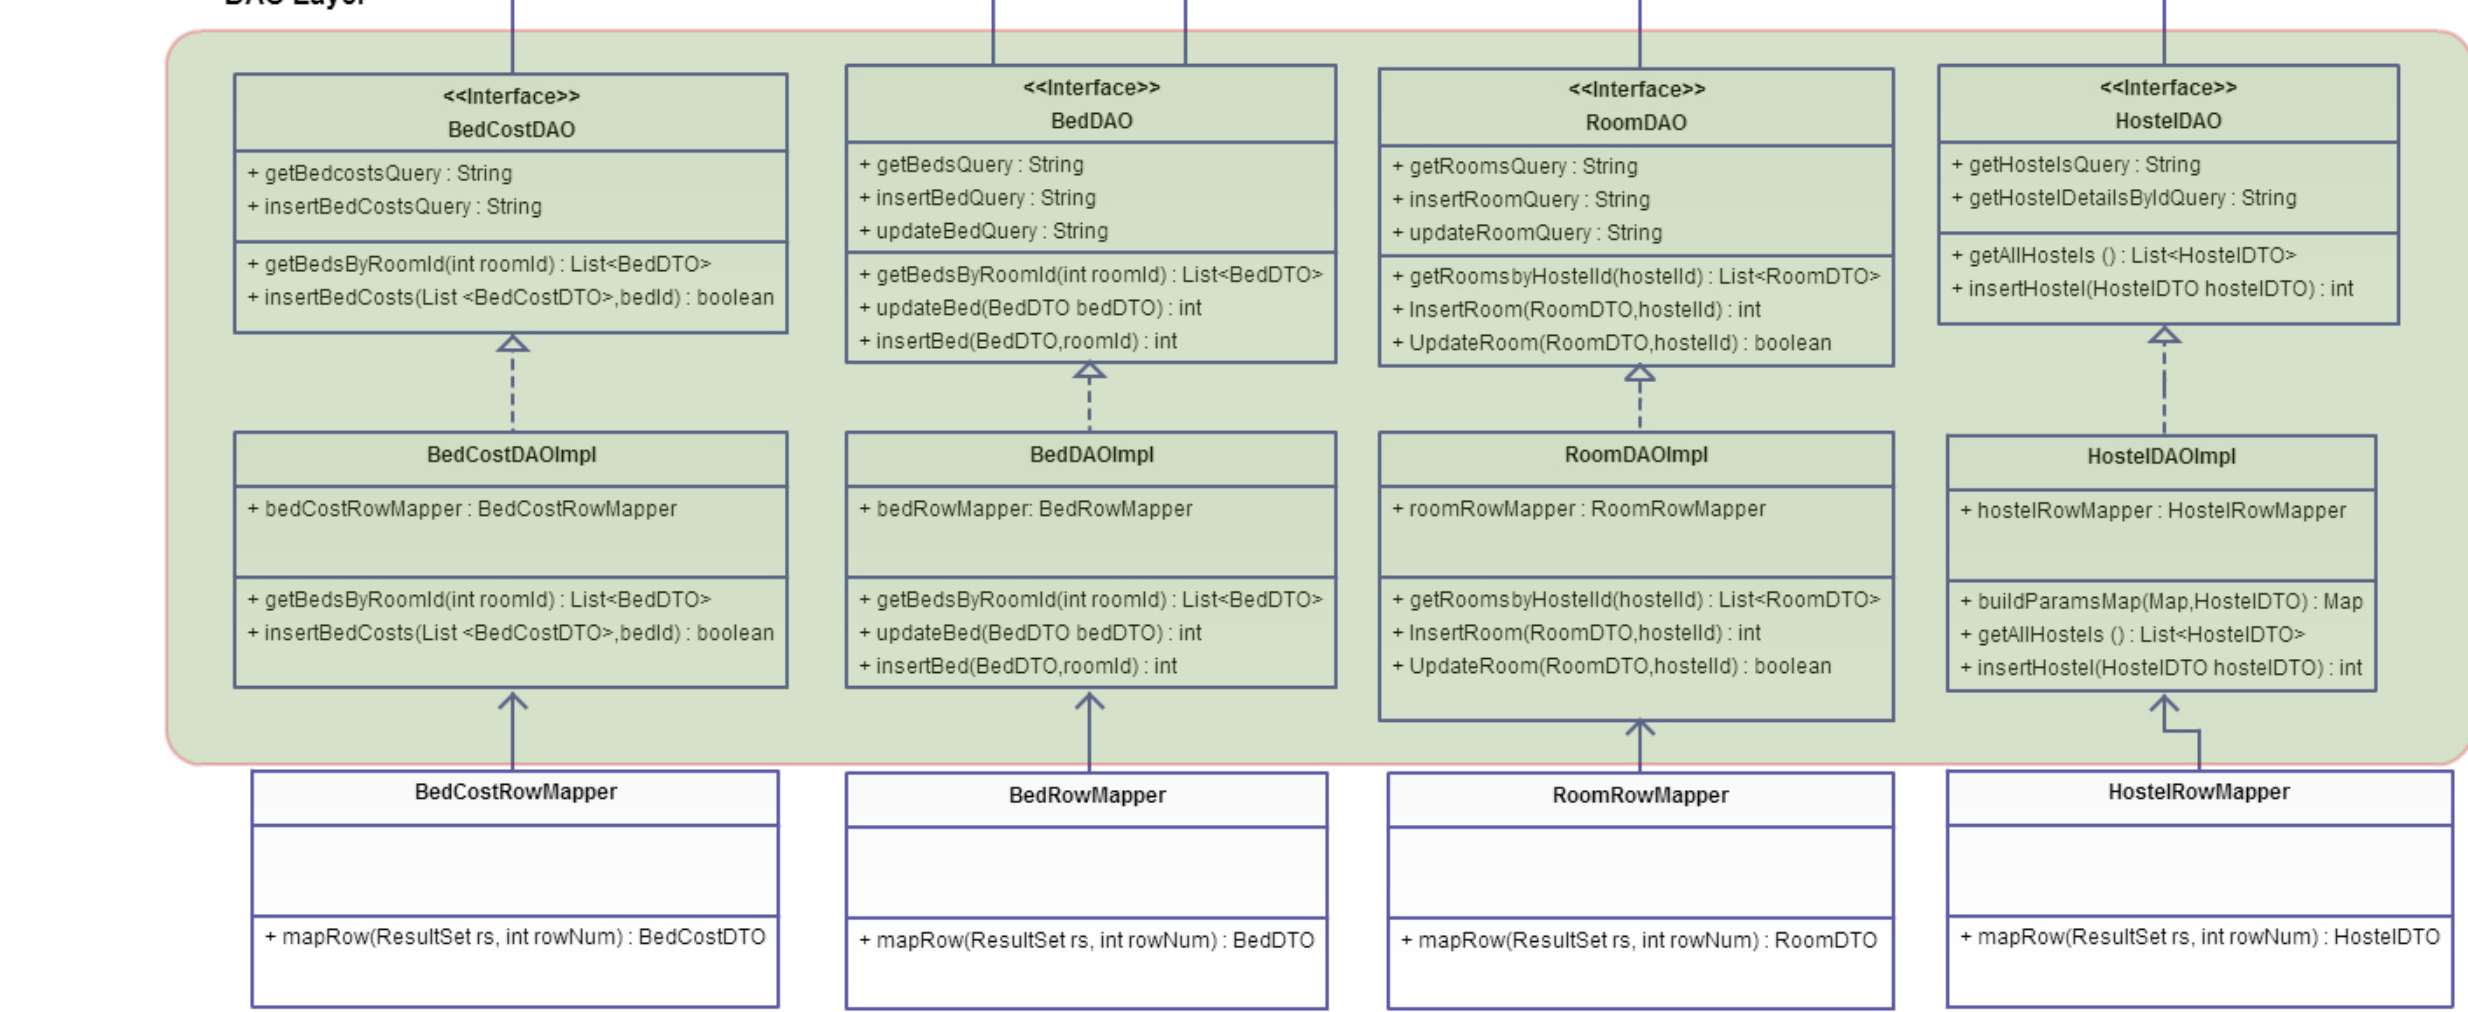 DAO Layer
<<Interface>>
BedCostDAO
+ getBedcostsQuery : String
+ insertBedCostsQuery : String
+ getBedsByRoomId(int roomId) : List<BedDTO>
+ insertBedCosts(List <BedCostDTO>,bedId) : boolean
<<Interface>>
BedDAO
+ getBedsQuery : String
+ insertBedQuery : String
+ updateBedQuery : String
+ getBedsByRoomId(int roomId) : List<BedDTO>
+ updateBed(BedDTO bedDTO) : int
+ insertBed(BedDTO,roomId) : int
<<Interface>>
RoomDAO
+ getRoomsQuery : String
+ insertRoomQuery : String
+ updateRoomQuery : String
+ getRoomsbyHostelId(hostelId) : List<RoomDTO>
+ InsertRoom(RoomDTO,hostelId) : int
+ UpdateRoom(RoomDTO,hostelId) : boolean
<<Interface>>
HostelDAO
+ getHostelsQuery : String
+ getHostelDetailsByIdQuery : String
+ getAllHostels () : List<HostelDTO>
+ insertHostel(HostelDTO hostelDTO) : int
BedCostDAOImpl
+ bedCostRowMapper : BedCostRowMapper
+ getBedsByRoomId(int roomId) : List<BedDTO>
+ insertBedCosts(List <BedCostDTO>,bedId) : boolean
BedDAOImpl
+ bedRowMapper: BedRowMapper
+ getBedsByRoomId(int roomId) : List<BedDTO>
+ updateBed(BedDTO bedDTO) : int
+ insertBed(BedDTO,roomId) : int
RoomDAOImpl
+ roomRowMapper : RoomRowMapper
+ getRoomsbyHostelId(hostelId) : List<RoomDTO>
+ InsertRoom(RoomDTO,hostelId) : int
+ UpdateRoom(RoomDTO,hostelId) : boolean
HostelDAOImpl
+ hostelRowMapper : HostelRowMapper
+ buildParamsMap(Map,HostelDTO) : Map
+ getAllHostels () : List<HostelDTO>
+ insertHostel(HostelDTO hostelDTO) : int
BedCostRowMapper
+ mapRow(ResultSet rs, int rowNum) : BedCostDTO
BedRowMapper
+ mapRow(ResultSet rs, int rowNum) : BedDTO
RoomRowMapper
+ mapRow(ResultSet rs, int rowNum) : RoomDTO
HostelRowMapper
+ mapRow(ResultSet rs, int rowNum) : HostelDTO